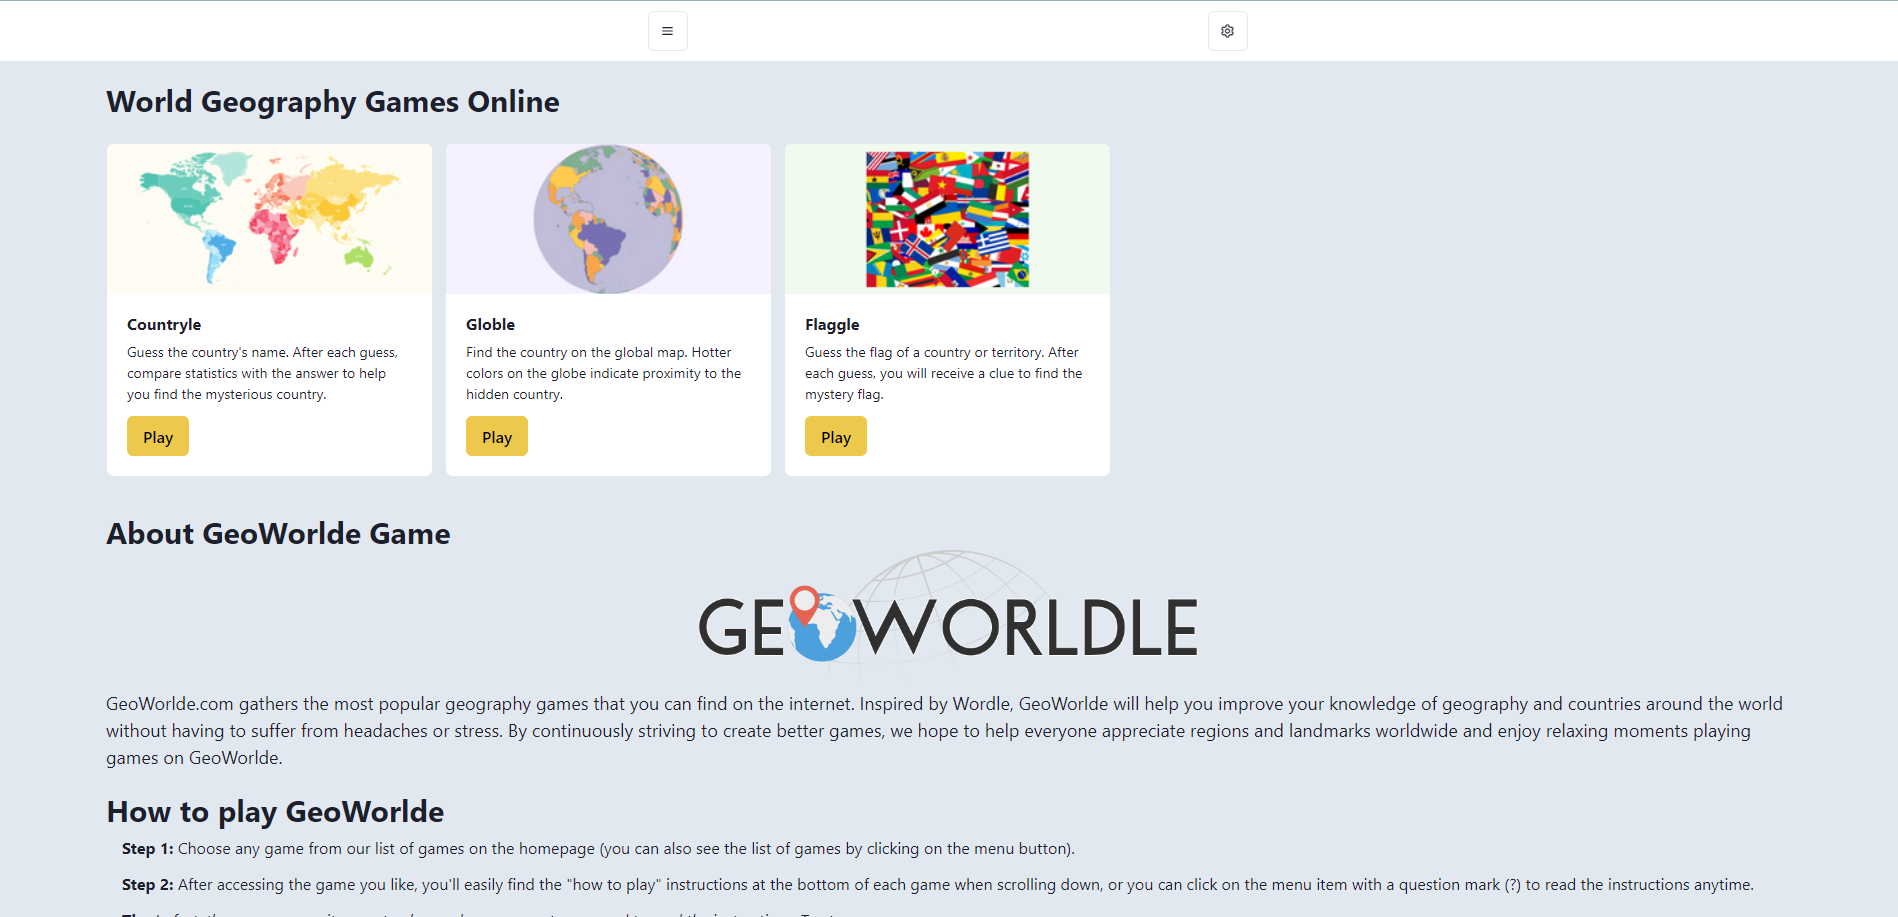 World Geography Games Online
Countryle
Guess the country's name. After each guess,
compare statistics with the answer to help
you find the mysterious country.
Play
Globle
Find the country on the global map. Hotter
colors on the globe indicate proximity to the
hidden country.
Play
Flaggle
Guess the flag of a country or territory. After
each guess, you will receive a clue to find the
mystery flag.
Play
About GeoWorlde Game
GEOWORLDLE
GeoWorlde.com gathers the most popular geography games that you can find on the internet. Inspired by Wordle, GeoWorlde will help you improve your knowledge of geography and countries around the world
without having to suffer from headaches or stress. By continuously striving to create better games, we hope to help everyone appreciate regions and landmarks worldwide and enjoy relaxing moments playing
games on GeoWorlde.
How to play GeoWorlde
Step 1: Choose any game from our list of games on the homepage (you can also see the list of games by clicking on the menu button).
Step 2: After accessing the game you like, you'll easily find the "how to play" instructions at the bottom of each game when scrolling down, or you can click on the menu item with a question mark (?) to read the instructions anytime.